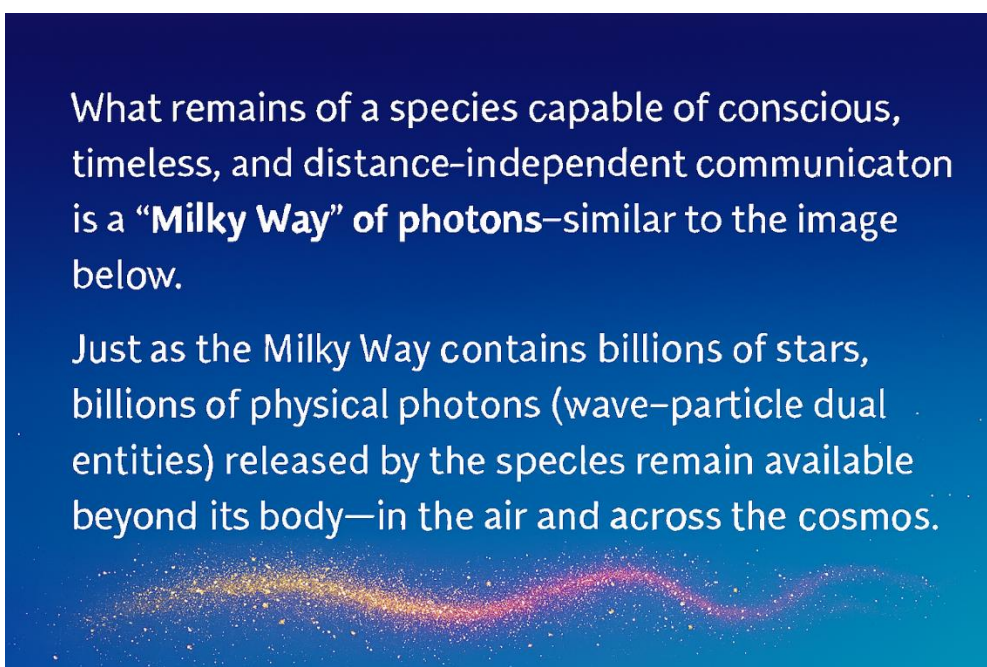 What remains of a species capable of conscious,
timeless, and distance-independent communicaton
is a “Milky Way” of photons–similar to the image
below.
Just as the Milky Way contains billions of stars,
billions of physical photons (wave–particle dual
entities) released by the species remain available
beyond its body—in the air and across the cosmos.